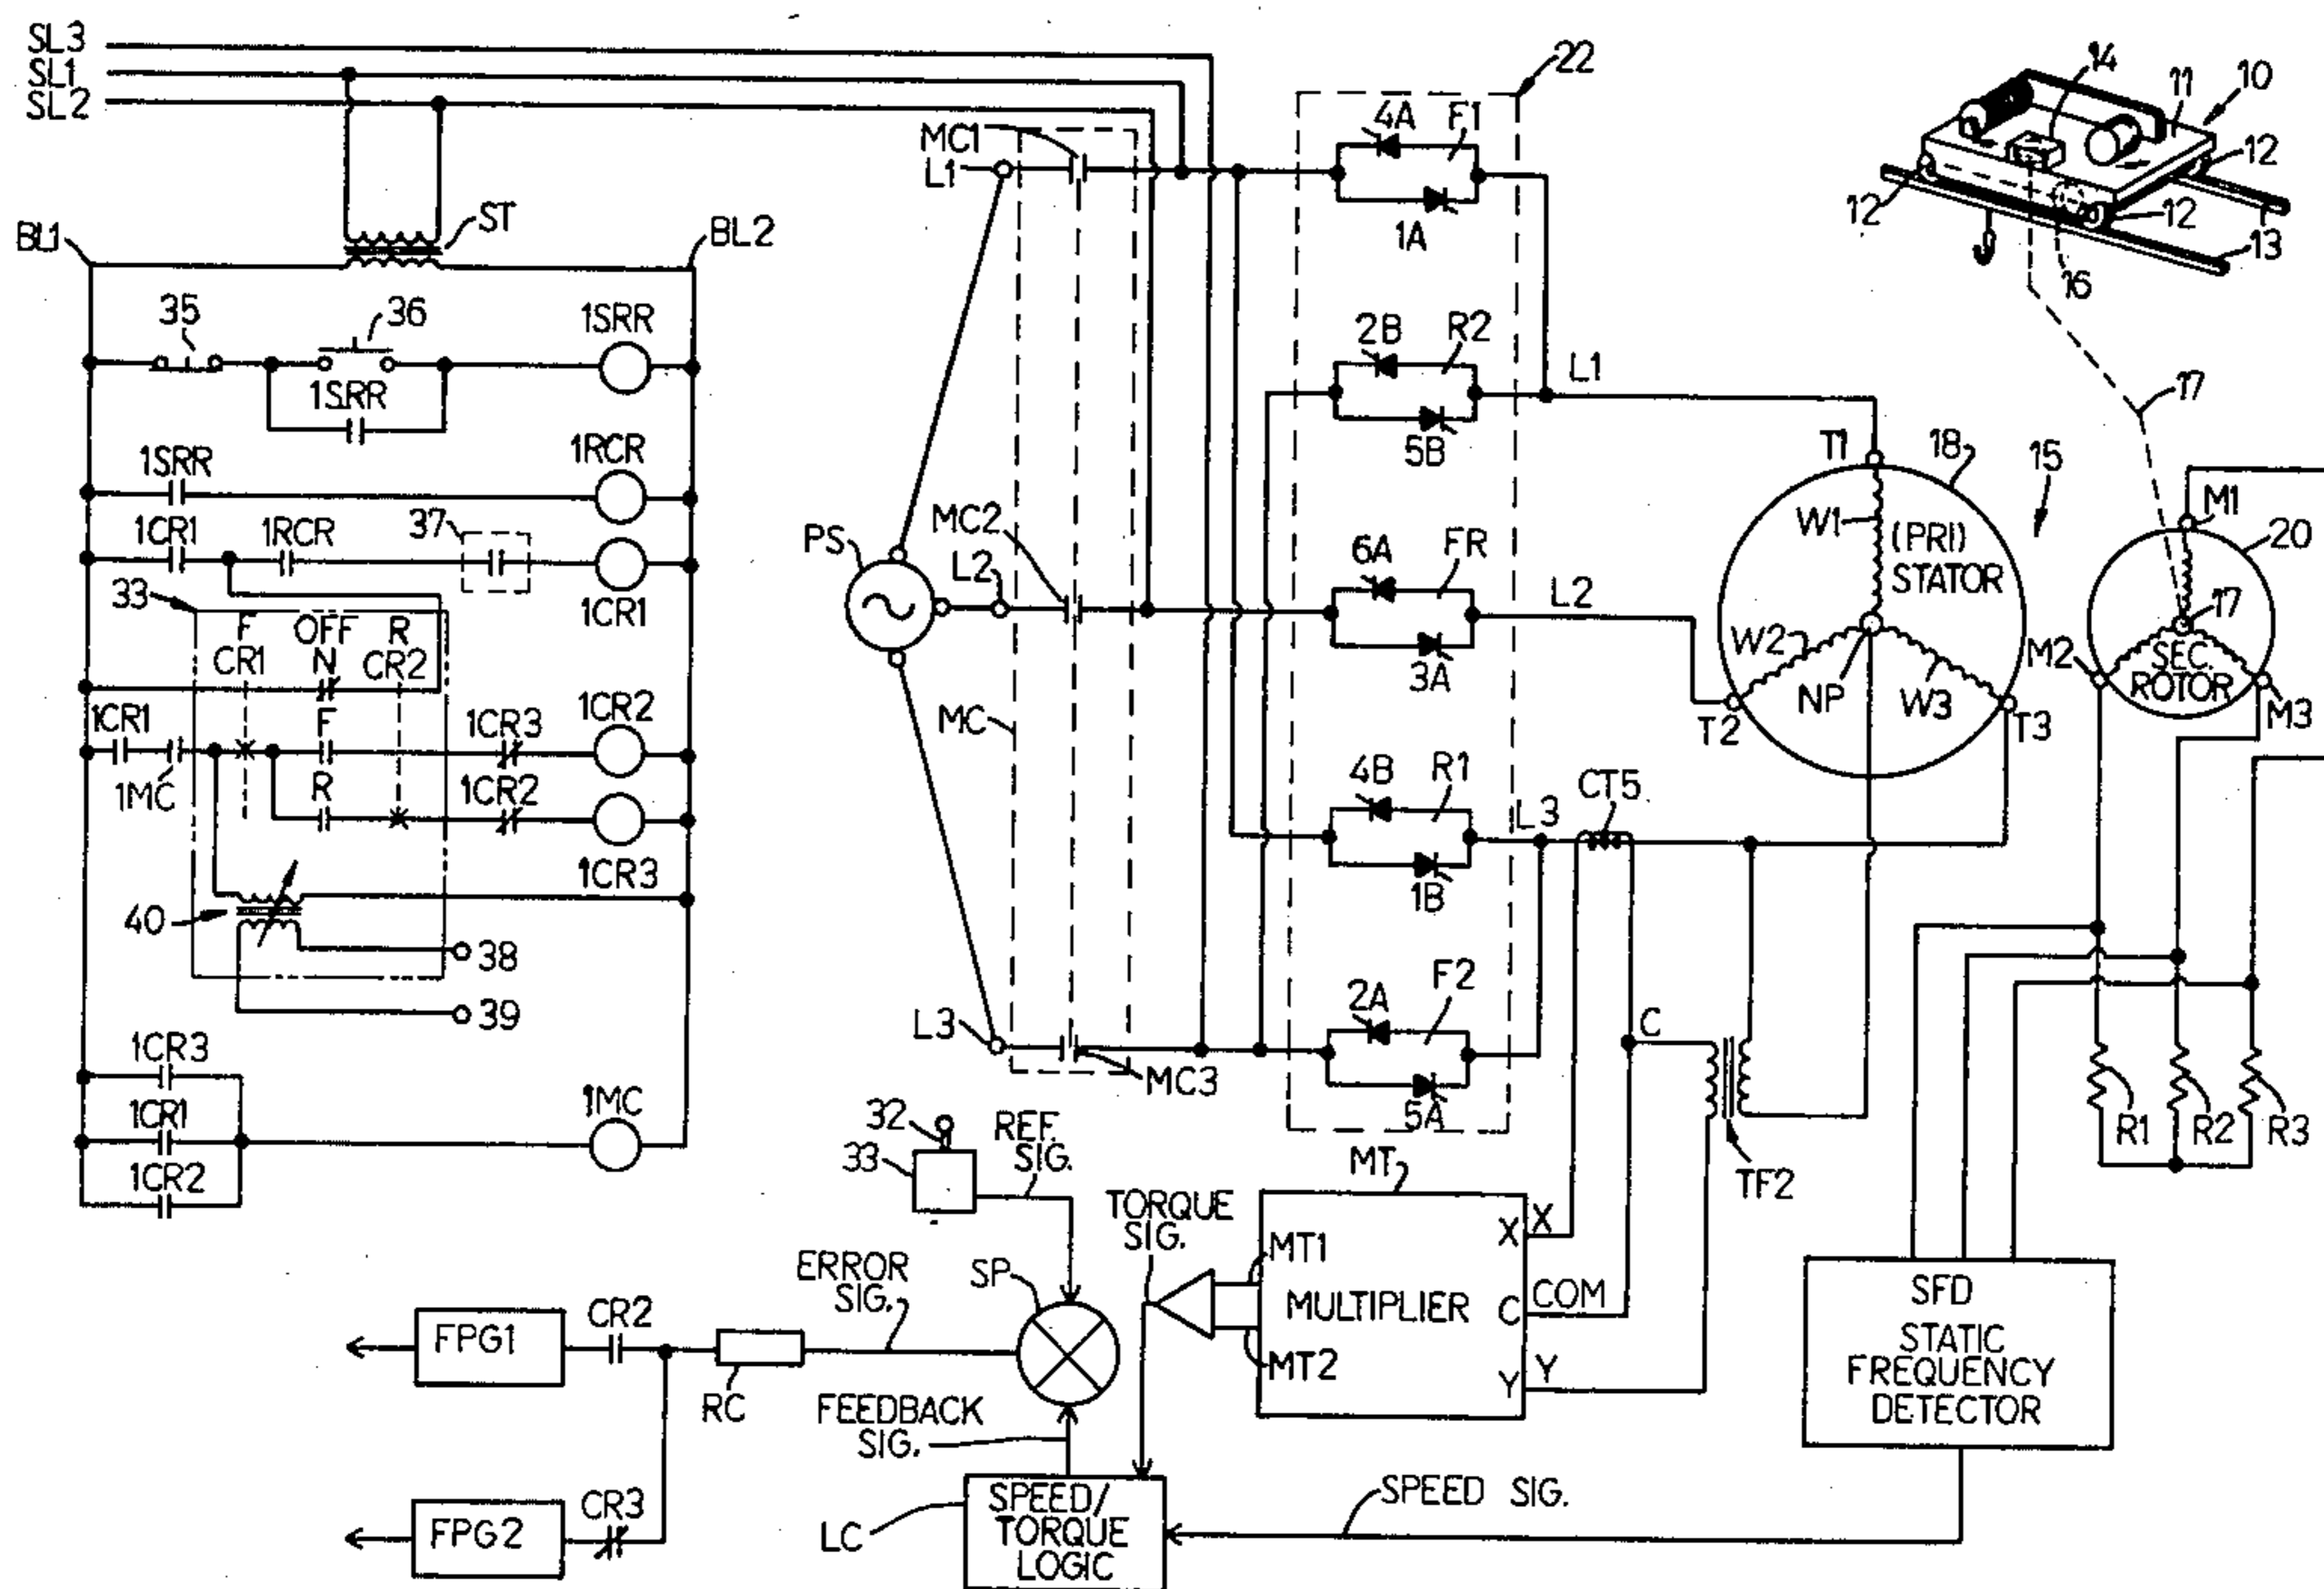 SL3
SL1
SL2
ST
BL1
BL2
35
36
1SRR
1SRR
1SRR
1RCR
1CR1
1RCR
37
1CR1
33
F
CR1
OFF
N
R
CR2
1CR1
1MC
F
1CR3
1CR2
R
1CR2
1CR3
40
38
39
1CR3
1CR1
1CR2
1MC
22
MC1
L1
4A
F1
1A
2B
R2
5B
L1
PS
MC2
L2
6A
FR
3A
L2
MC
4B
R1
1B
L3
CT5
2A
F2
5A
L3
MC3
14
11
10
12
12
12
13
13
16
17
T1
18
15
W1
(PRI)
STATOR
W2
NP
W3
T2
T3
M1
20
17
M2
SEC.
ROTOR
M3
C
TF2
R1
R2
R3
32
33
REF.
SIG.
TORQUE
SIG.
MT
MT1
MULTIPLIER
MT2
X
X
C
COM
Y
Y
ERROR
SIG.
SP
FPG1
CR2
RC
FEEDBACK
SIG.
FPG2
CR3
LC
SPEED/
TORQUE
LOGIC
SPEED SIG.
SFD
STATIC
FREQUENCY
DETECTOR